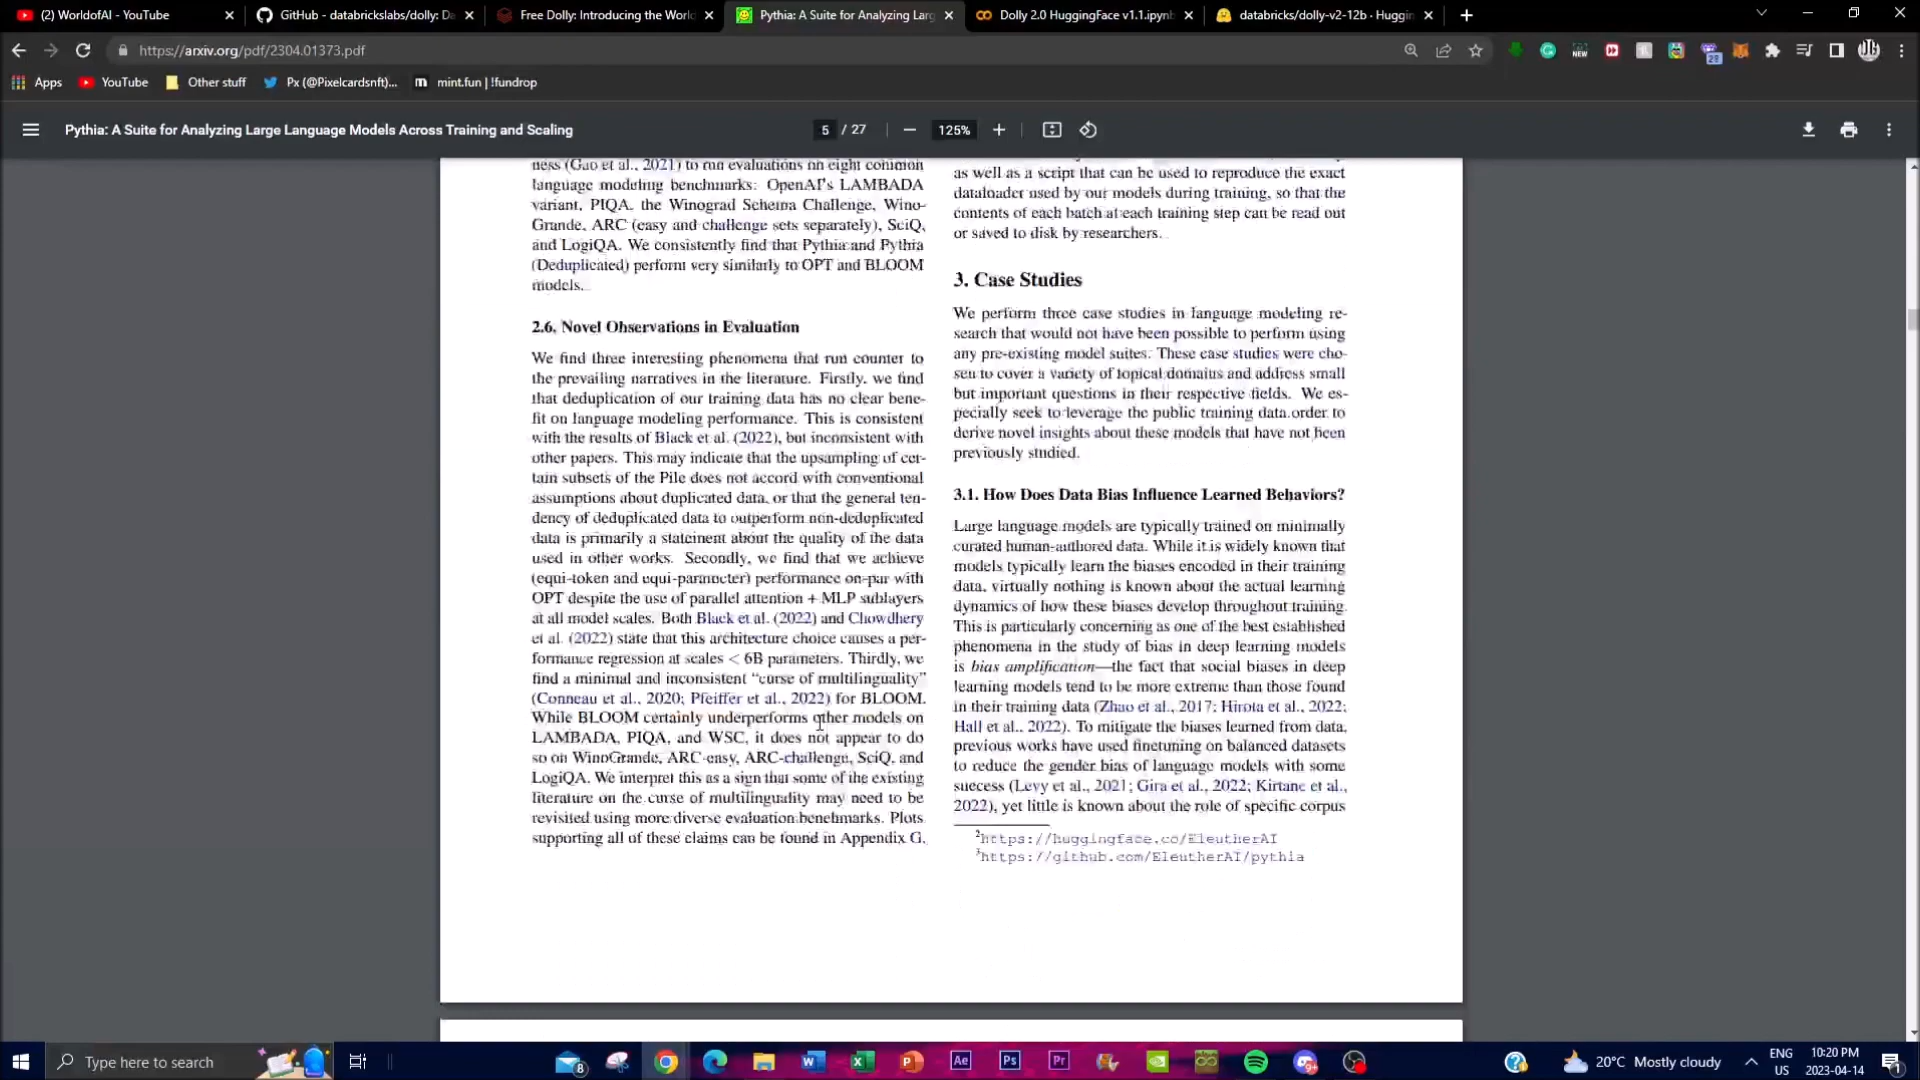 (2) WorldofAI - YouTube
GitHub - databrickslabs/dolly: Da
Free Dolly: Introducing the World
Pythia: A Suite for Analyzing Larg
Dolly 2.0 HuggingFace v1.1.ipynb
databricks/dolly-v2-12b · Huggin
https://arxiv.org/pdf/2304.01373.pdf
Apps
YouTube
Other stuff
Px (@Pixelcardsnft)...
mint.fun | !fundrop
Pythia: A Suite for Analyzing Large Language Models Across Training and Scaling
5 / 27
125%
ness (Gao et al., 2021) to run evaluations on eight common
language modeling benchmarks: OpenAI's LAMBADA
variant, PIQA, the Winograd Schema Challenge, Wino-
Grande, ARC (easy and challenge sets separately), SciQ,
and LogiQA. We consistently find that Pythia and Pythia
(Deduplicated) perform very similarly to OPT and BLOOM
models.
2.6. Novel Observations in Evaluation
We find three interesting phenomena that run counter to
the prevailing narratives in the literature. Firstly, we find
that deduplication of our training data has no clear bene-
fit on language modeling performance. This is consistent
with the results of Black et al. (2022), but inconsistent with
other papers. This may indicate that the upsampling of cer-
tain subsets of the Pile does not accord with conventional
assumptions about duplicated data, or that the general ten-
dency of deduplicated data to outperform non-deduplicated
data is primarily a statement about the quality of the data
used in other works. Secondly, we find that we achieve
(equi-token and equi-parameter) performance on-par with
OPT despite the use of parallel attention + MLP sublayers
at all model scales. Both Black et al. (2022) and Chowdhery
et al. (2022) state that this architecture choice causes a per-
formance regression at scales < 6B parameters. Thirdly, we
find a minimal and inconsistent “curse of multilinguality”
(Conneau et al., 2020; Pfeiffer et al., 2022) for BLOOM.
While BLOOM certainly underperforms other models on
LAMBADA, PIQA, and WSC, it does not appear to do
so on WinoGrande, ARC-easy, ARC-challenge, SciQ, and
LogiQA. We interpret this as a sign that some of the existing
literature on the curse of multilinguality may need to be
revisited using more diverse evaluation benchmarks. Plots
supporting all of these claims can be found in Appendix G.
as well as a script that can be used to reproduce the exact
dataloader used by our models during training, so that the
contents of each batch at each training step can be read out
or saved to disk by researchers.
3. Case Studies
We perform three case studies in language modeling re-
search that would not have been possible to perform using
any pre-existing model suites. These case studies were cho-
sen to cover a variety of topical domains and address small
but important questions in their respective fields. We es-
pecially seek to leverage the public training data order to
derive novel insights about these models that have not been
previously studied.
3.1. How Does Data Bias Influence Learned Behaviors?
Large language models are typically trained on minimally
curated human-authored data. While it is widely known that
models typically learn the biases encoded in their training
data, virtually nothing is known about the actual learning
dynamics of how these biases develop throughout training.
This is particularly concerning as one of the best established
phenomena in the study of bias in deep learning models
is bias amplification—the fact that social biases in deep
learning models tend to be more extreme than those found
in their training data (Zhao et al., 2017; Hirota et al., 2022;
Hall et al., 2022). To mitigate the biases learned from data,
previous works have used finetuning on balanced datasets
to reduce the gender bias of language models with some
success (Levy et al., 2021; Gira et al., 2022; Kirtane et al.,
2022), yet little is known about the role of specific corpus
2https://huggingface.co/EleutherAI
3https://github.com/EleutherAI/pythia
Type here to search
20°C Mostly cloudy
ENG
US
10:20 PM
2023-04-14